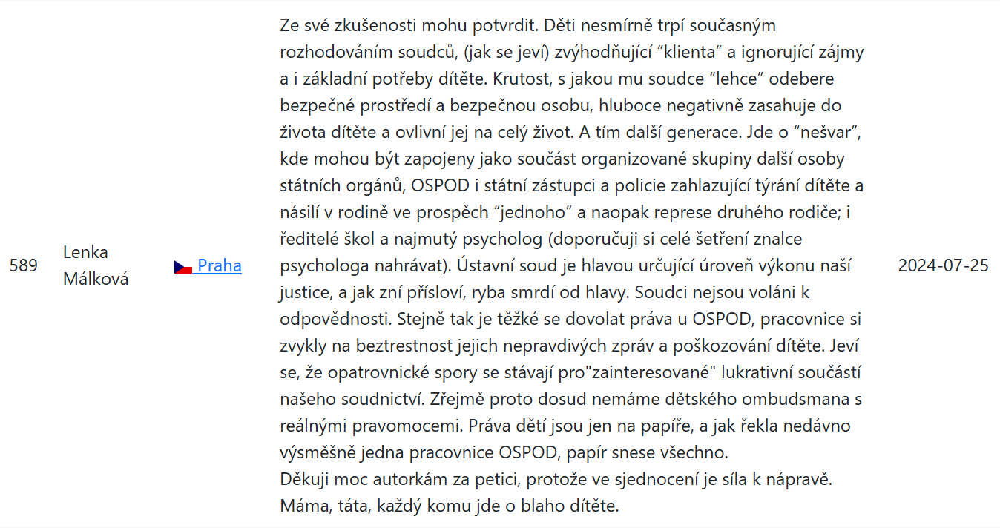 Ze své zkušenosti mohu potvrdit. Děti nesmírně trpí současným
rozhodováním soudců, (jak se jeví) zvýhodňující “klienta” a ignorující zájmy
a i základní potřeby dítěte. Krutost, s jakou mu soudce “lehce” odebere
bezpečné prostředí a bezpečnou osobu, hluboce negativně zasahuje do
života dítěte a ovlivní jej na celý život. A tím další generace. Jde o “nešvar”,
kde mohou být zapojeny jako součást organizované skupiny další osoby
státních orgánů, OSPOD i státní zástupci a policie zahlazující týrání dítěte a
násilí v rodině ve prospěch “jednoho” a naopak represe druhého rodiče; i
ředitelé škol a najmutý psycholog (doporučuji si celé šetření znalce
psychologa nahrávat). Ústavní soud je hlavou určující úroveň výkonu naší
justice, a jak zní přísloví, ryba smrdí od hlavy. Soudci nejsou voláni k
odpovědnosti. Stejně tak je těžké se dovolat práva u OSPOD, pracovnice si
zvykly na beztrestnost jejich nepravdivých zpráv a poškozování dítěte. Jeví
se, že opatrovnické spory se stávají pro"zainteresované" lukrativní součástí
našeho soudnictví. Zřejmě proto dosud nemáme dětského ombudsmana s
reálnými pravomocemi. Práva dětí jsou jen na papíře, a jak řekla nedávno
výsměšně jedna pracovnice OSPOD, papír snese všechno.
Děkuji moc autorkám za petici, protože ve sjednocení je síla k nápravě.
Máma, táta, každý komu jde o blaho dítěte.
589
Lenka
Málková
Praha
2024-07-25